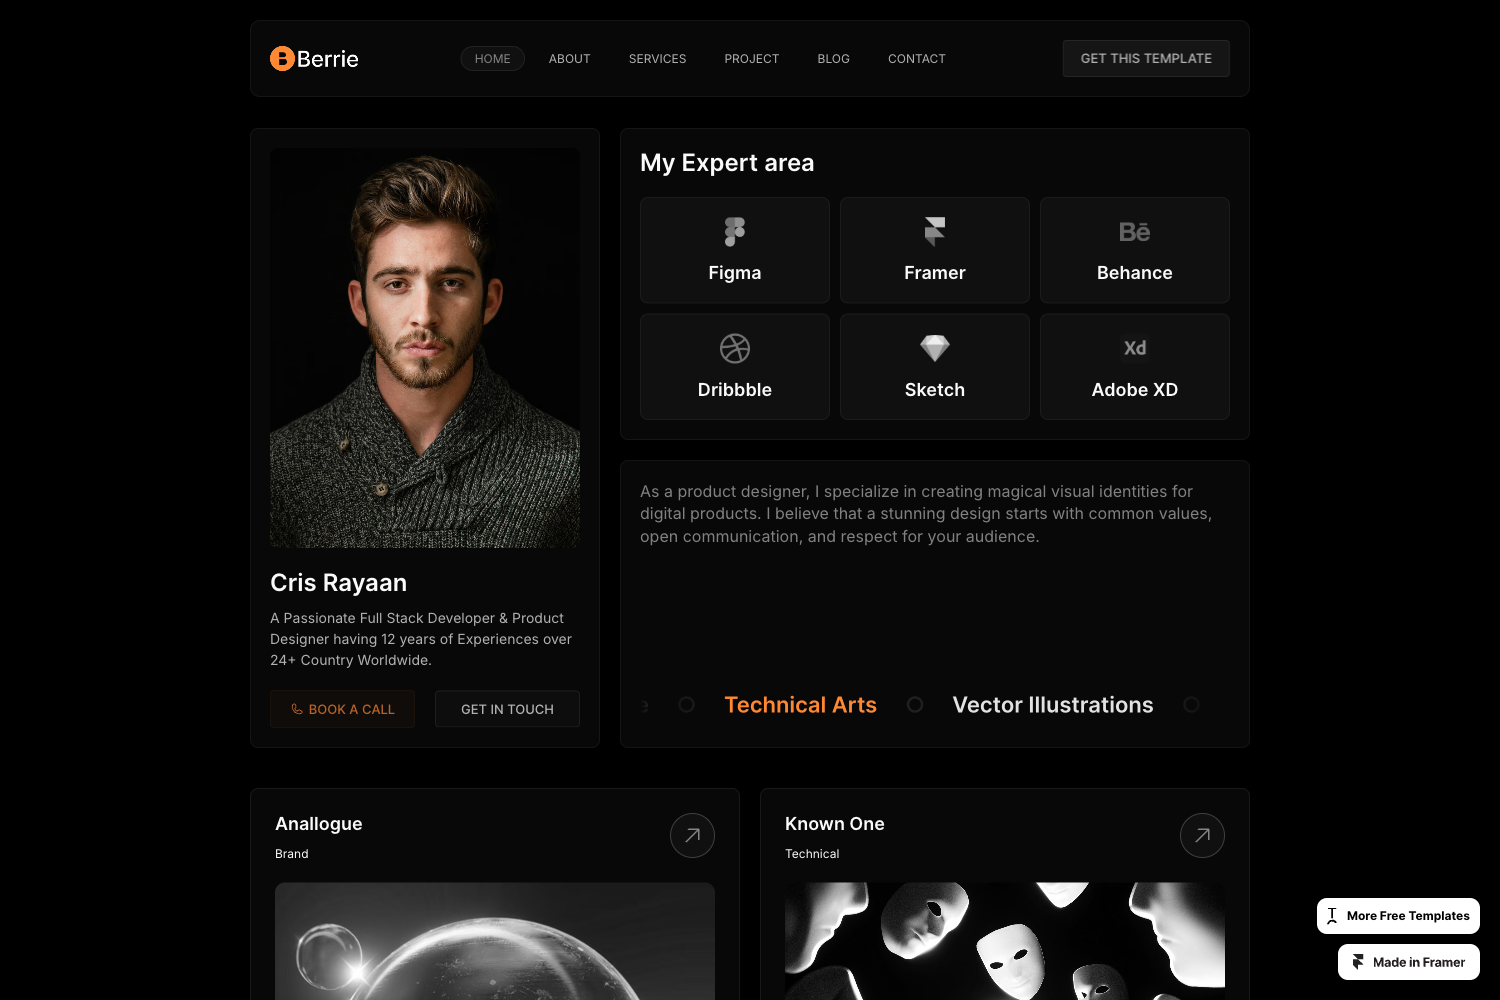 Berrie
HOME
ABOUT
SERVICES
PROJECT
BLOG
CONTACT
GET THIS TEMPLATE
Cris Rayaan
A Passionate Full Stack Developer & Product
Designer having 12 years of Experiences over
24+ Country Worldwide.
BOOK A CALL
GET IN TOUCH
My Expert area
Figma
Framer
Bē
Behance
Dribbble
Sketch
Xd
Adobe XD
As a product designer, I specialize in creating magical visual identities for
digital products. I believe that a stunning design starts with common values,
open communication, and respect for your audience.
Technical Arts
Vector Illustrations
Anallogue
Brand
Known One
Technical
More Free Templates
Made in Framer